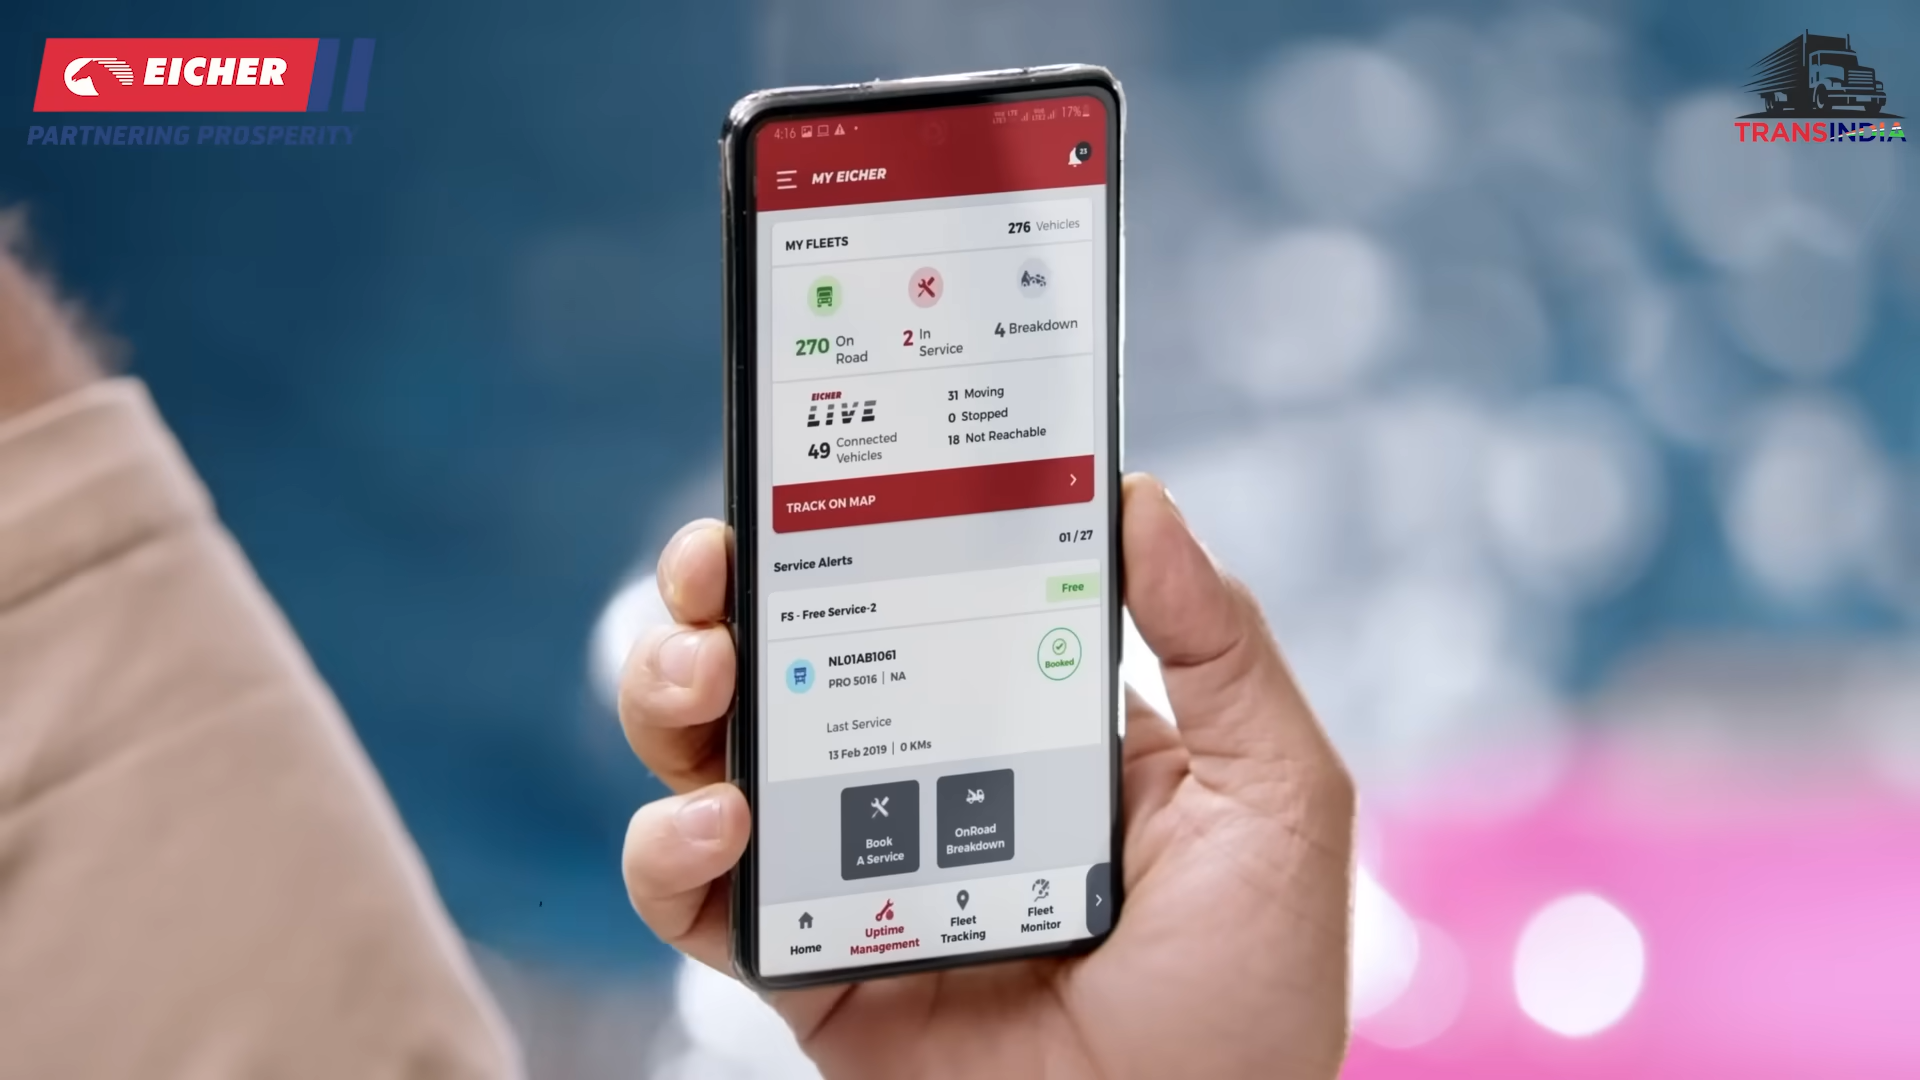 EICHER
PARTNERING PROSPERITY
TRANSINDIA
4:16
17%
MY EICHER
23
MY FLEETS
276 Vehicles
270 On Road
2 In Service
4 Breakdown
EICHER
LIVE
49 Connected Vehicles
31 Moving
0 Stopped
18 Not Reachable
TRACK ON MAP
Service Alerts
01 / 27
FS - Free Service-2
Free
NL01AB1061
PRO 5016 | NA
Booked
Last Service
13 Feb 2019 | 0 KMs
Book
A Service
OnRoad
Breakdown
Home
Uptime
Management
Fleet
Tracking
Fleet
Monitor